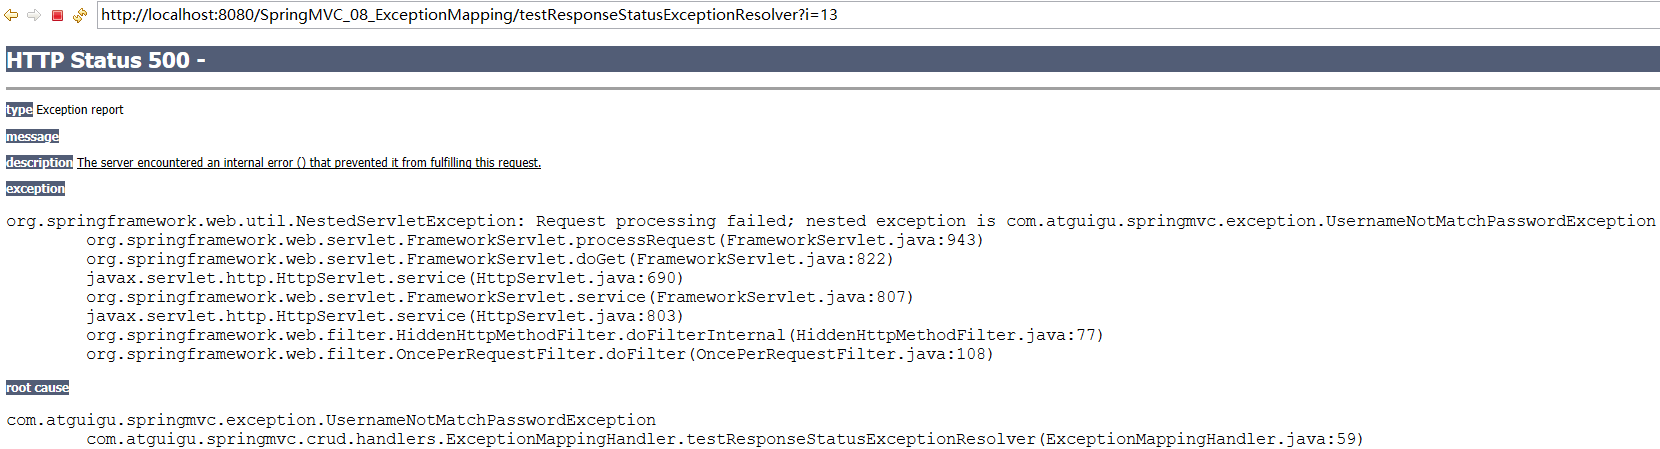 http://localhost:8080/SpringMVC_08_ExceptionMapping/testResponseStatusExceptionResolver?i=13
HTTP Status 500 -
type Exception report
message
description The server encountered an internal error () that prevented it from fulfilling this request.
exception
org.springframework.web.util.NestedServletException: Request processing failed; nested exception is com.atguigu.springmvc.exception.UsernameNotMatchPasswordException
org.springframework.web.servlet.FrameworkServlet.processRequest(FrameworkServlet.java:943)
org.springframework.web.servlet.FrameworkServlet.doGet(FrameworkServlet.java:822)
javax.servlet.http.HttpServlet.service(HttpServlet.java:690)
org.springframework.web.servlet.FrameworkServlet.service(FrameworkServlet.java:807)
javax.servlet.http.HttpServlet.service(HttpServlet.java:803)
org.springframework.web.filter.HiddenHttpMethodFilter.doFilterInternal(HiddenHttpMethodFilter.java:77)
org.springframework.web.filter.OncePerRequestFilter.doFilter(OncePerRequestFilter.java:108)
root cause
com.atguigu.springmvc.exception.UsernameNotMatchPasswordException
com.atguigu.springmvc.crud.handlers.ExceptionMappingHandler.testResponseStatusExceptionResolver(ExceptionMappingHandler.java:59)